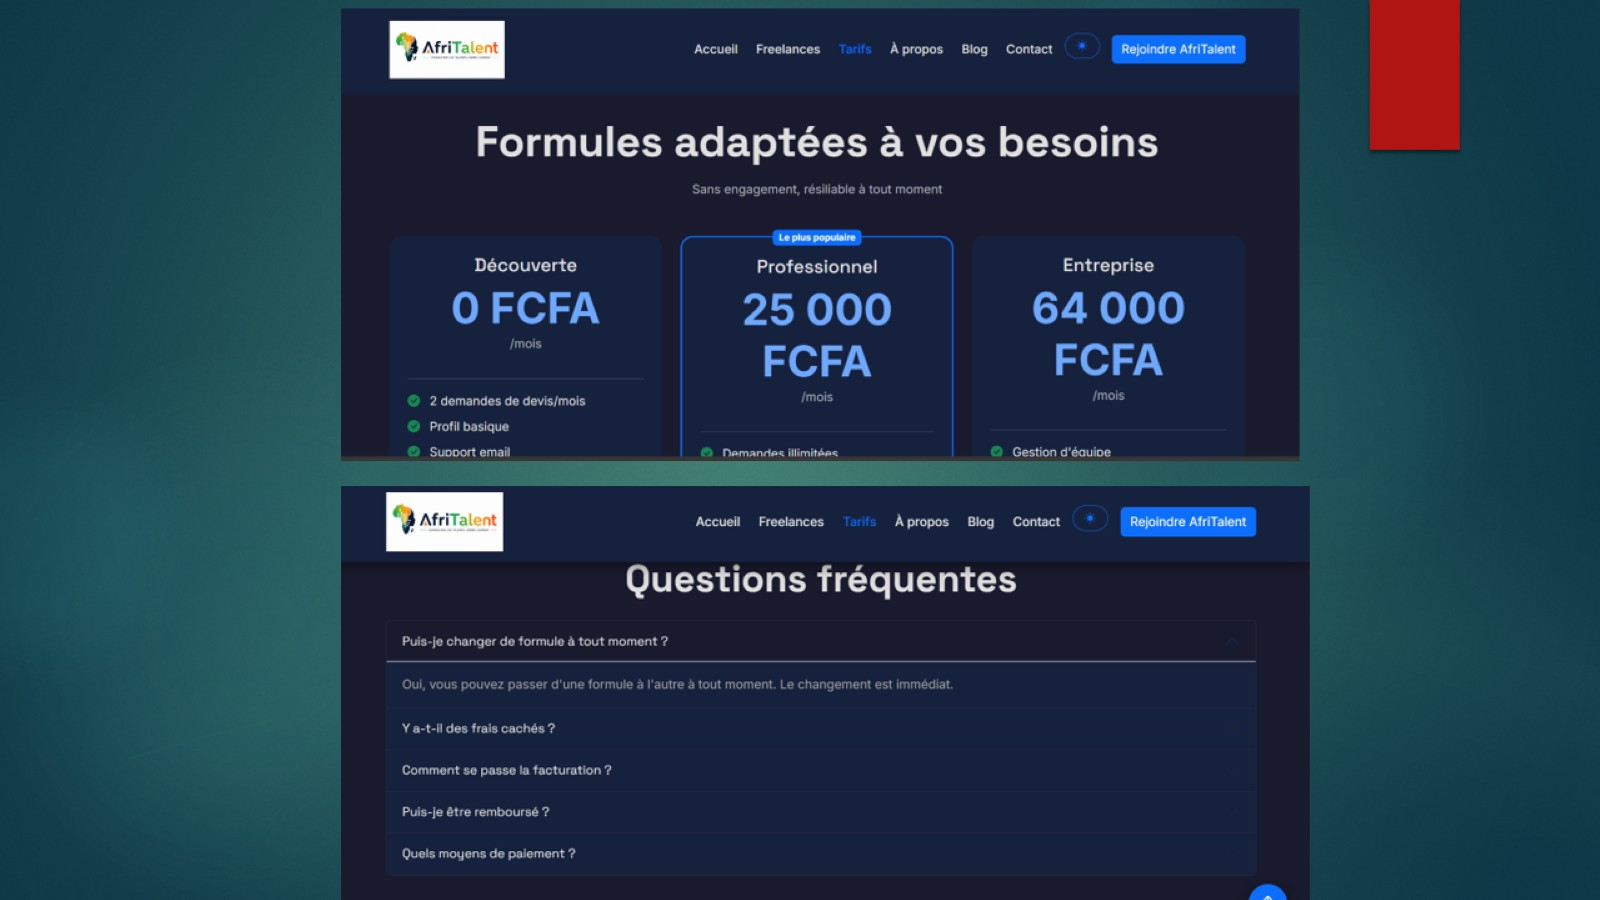 AfriTalent
Accueil Freelances Tarifs À propos Blog Contact Rejoindre AfriTalent
Formules adaptées à vos besoins
Sans engagement, résiliable à tout moment
Découverte
0 FCFA
/mois
2 demandes de devis/mois
Profil basique
Support email
Le plus populaire
Professionnel
25 000
FCFA
/mois
Demandes illimitées
Entreprise
64 000
FCFA
/mois
Gestion d'équipe
AfriTalent
Accueil Freelances Tarifs À propos Blog Contact Rejoindre AfriTalent
Questions fréquentes
Puis-je changer de formule à tout moment ?
Oui, vous pouvez passer d'une formule à l'autre à tout moment. Le changement est immédiat.
Y a-t-il des frais cachés ?
Comment se passe la facturation ?
Puis-je être remboursé ?
Quels moyens de paiement ?